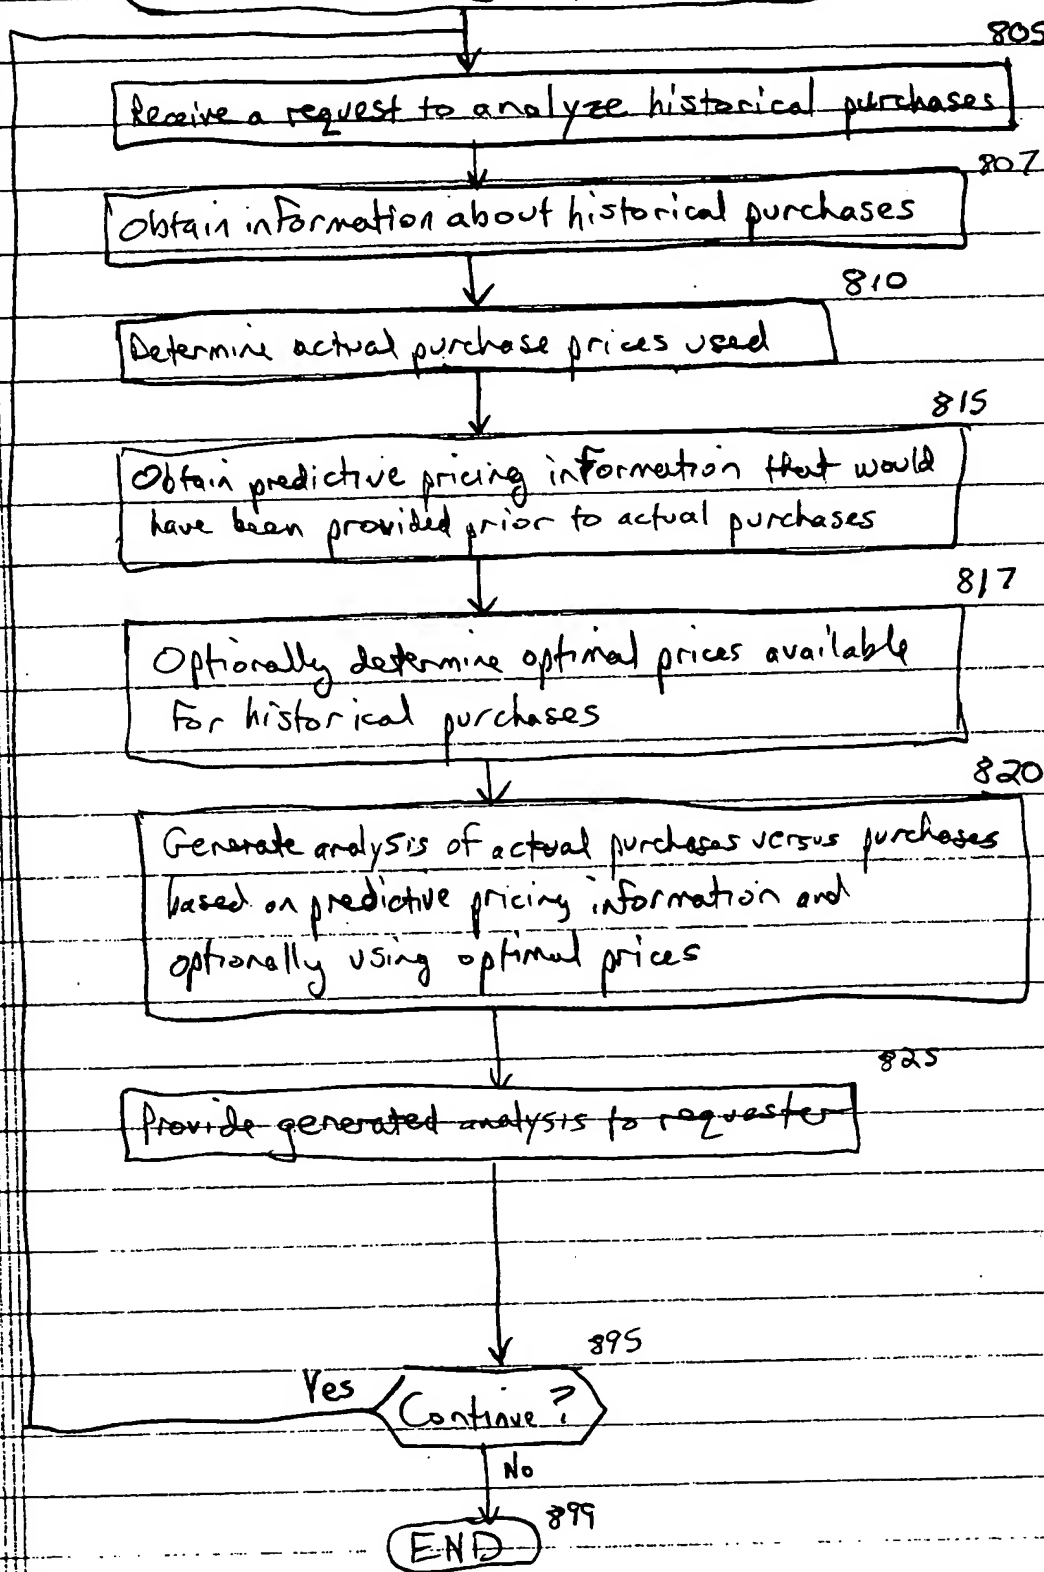 805
Receive a request to analyze historical purchases
807
Obtain information about historical purchases
810
Determine actual purchase prices used
815
Obtain predictive pricing information that would
have been provided prior to actual purchases
817
Optionally determine optimal prices available
for historical purchases
820
Generate analysis of actual purchases versus purchases
based on predictive pricing information and
optionally using optimal prices
825
Provide generated analysis to requester
895
Yes
Continue?
No
899
END